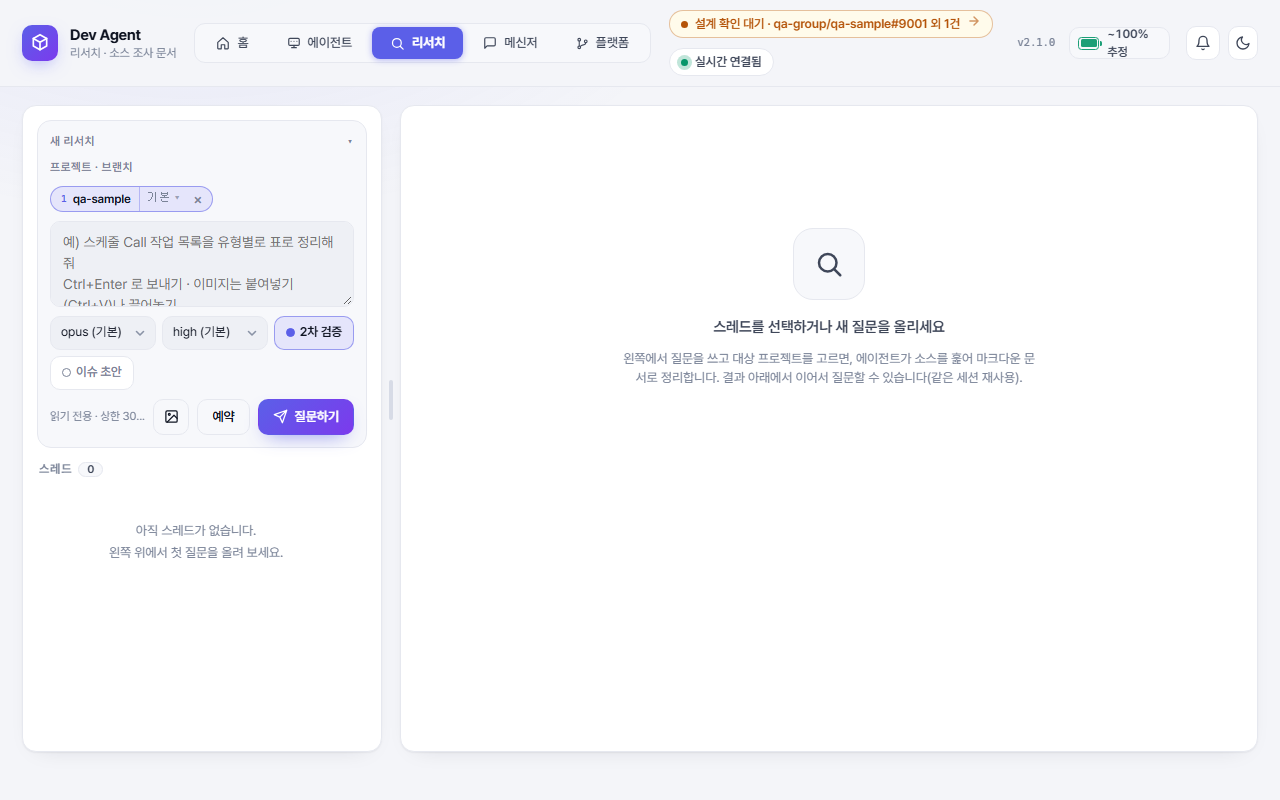 Dev Agent
리서치 · 소스 조사 문서
홈
에이전트
리서치
메신저
플랫폼
설계 확인 대기 · qa-group/qa-sample#9001 외 1건 →
실시간 연결됨
v2.1.0
~100%
추정
새 리서치
프로젝트 · 브랜치
1 qa-sample 기본 ×
예) 스케줄 Call 작업 목록을 유형별로 표로 정리해
줘
Ctrl+Enter 로 보내기 · 이미지는 붙여넣기
(Ctrl+V)나 끌어놓기
opus (기본)
high (기본)
2차 검증
이슈 초안
읽기 전용 · 상한 30...
예약
질문하기
스레드 0
아직 스레드가 없습니다.
왼쪽 위에서 첫 질문을 올려 보세요.
스레드를 선택하거나 새 질문을 올리세요
왼쪽에서 질문을 쓰고 대상 프로젝트를 고르면, 에이전트가 소스를 훑어 마크다운 문
서로 정리합니다. 결과 아래에서 이어서 질문할 수 있습니다(같은 세션 재사용).